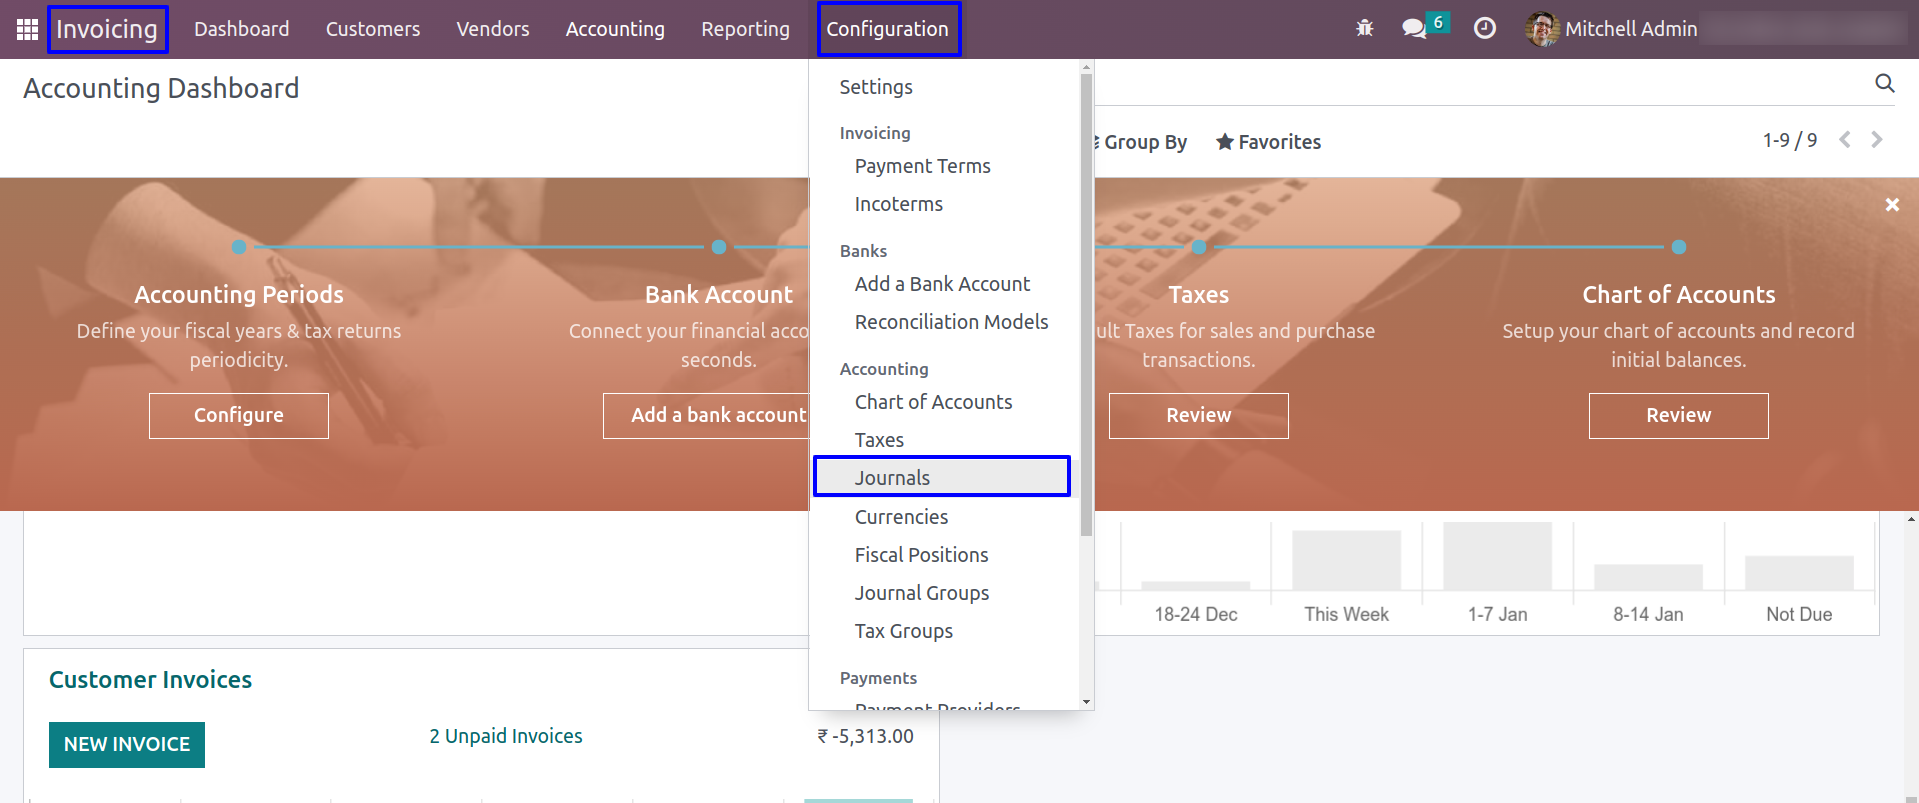 Invoicing Dashboard Customers Vendors Accounting Reporting Configuration 6 Mitchell Admin
Accounting Dashboard
Group By Favorites 1-9 / 9
Settings
Invoicing
Payment Terms
Incoterms
Banks
Add a Bank Account
Reconciliation Models
Accounting
Chart of Accounts
Taxes
Journals
Currencies
Fiscal Positions
Journal Groups
Tax Groups
Payments
Payment Providers
Accounting Periods
Define your fiscal years & tax returns
periodicity.
Configure
Bank Account
Connect your financial acco
seconds.
Add a bank account
Taxes
ult Taxes for sales and purchase
transactions.
Review
Chart of Accounts
Setup your chart of accounts and record
initial balances.
Review
18-24 Dec This Week 1-7 Jan 8-14 Jan Not Due
Customer Invoices
NEW INVOICE 2 Unpaid Invoices ₹ -5,313.00